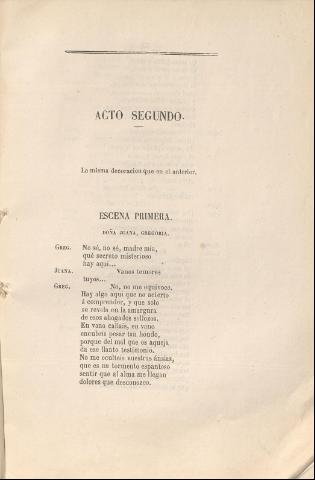 ACTO SEGUNDO.
La misma decoracion que en el anterior.
ESCENA PRIMERA.
DOÑA JUANA, GREGORIA.
GREG. No sé, no sé, madre mia,
qué secreto misterioso
hay aquí...
JUANA. Vanos temores
tuyos...
GREG. No, no me equivoco.
Hay algo aquí que no acierto
á comprender, y que solo
se revela en la amargura
de esos ahogados sollozos.
En vano callais, en vano
encubris pesar tan hondo,
porque del mal que os aqueja
da ese llanto testimonio.
No me oculteis vuestras ánsias,
que es un tormento espantoso
sentir que al alma me llegan
dolores que desconozco.